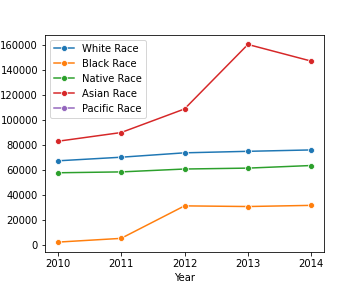 160000
140000
120000
100000
80000
60000
40000
20000
0
White Race
Black Race
Native Race
Asian Race
Pacific Race
2010 2011 2012 2013 2014
Year